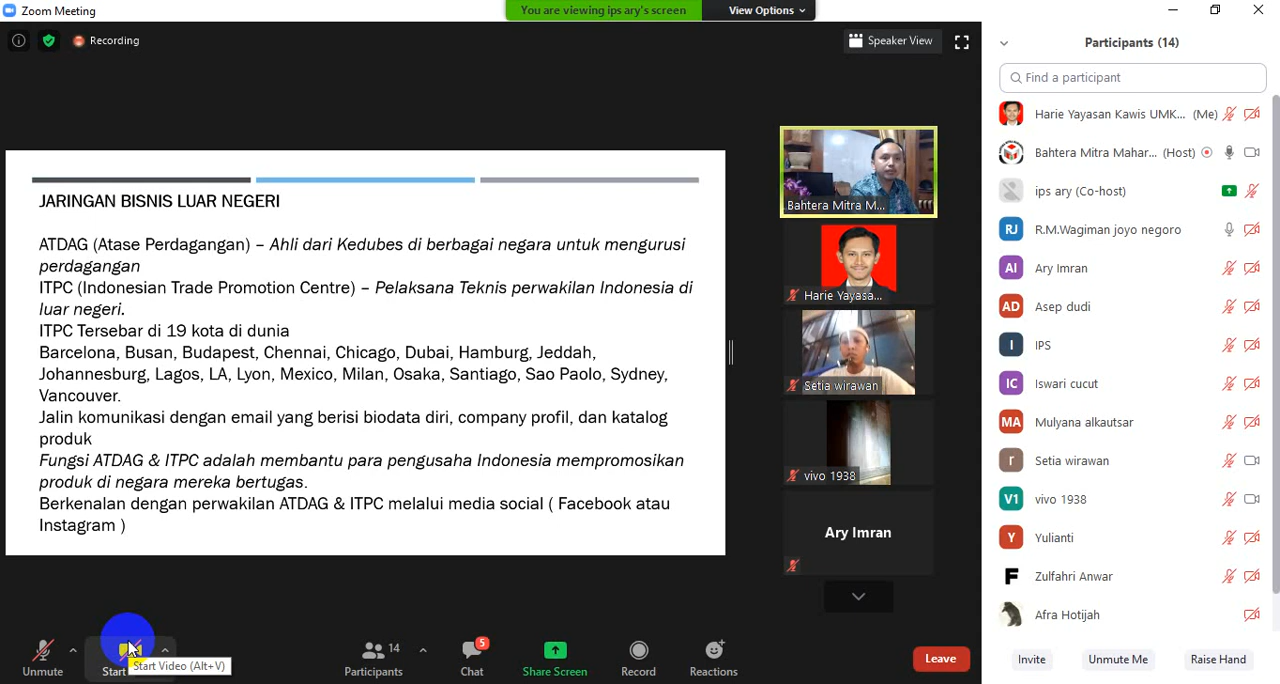 Zoom Meeting
You are viewing ips ary's screen
View Options
Recording
Speaker View
Participants (14)
Find a participant
JARINGAN BISNIS LUAR NEGERI
ATDAG (Atase Perdagangan) – Ahli dari Kedubes di berbagai negara untuk mengurusi
perdagangan
ITPC (Indonesian Trade Promotion Centre) – Pelaksana Teknis perwakilan Indonesia di
luar negeri.
ITPC Tersebar di 19 kota di dunia
Barcelona, Busan, Budapest, Chennai, Chicago, Dubai, Hamburg, Jeddah,
Johannesburg, Lagos, LA, Lyon, Mexico, Milan, Osaka, Santiago, Sao Paolo, Sydney,
Vancouver.
Jalin komunikasi dengan email yang berisi biodata diri, company profil, dan katalog
produk
Fungsi ATDAG & ITPC adalah membantu para pengusaha Indonesia mempromosikan
produk di negara mereka bertugas.
Berkenalan dengan perwakilan ATDAG & ITPC melalui media social ( Facebook atau
Instagram )
Bahtera Mitra M...
Harie Yayasa...
Setia wirawan
vivo 1938
Ary Imran
Harie Yayasan Kawis UMK... (Me)
Bahtera Mitra Mahar... (Host)
ips ary (Co-host)
RJ R.M.Wagiman joyo negoro
AI Ary Imran
AD Asep dudi
I IPS
IC Iswari cucut
MA Mulyana alkautsar
r Setia wirawan
V1 vivo 1938
Y Yulianti
F Zulfahri Anwar
Afra Hotijah
Unmute
Start
Start Video (Alt+V)
14
Participants
5
Chat
Share Screen
Record
Reactions
Leave
Invite
Unmute Me
Raise Hand